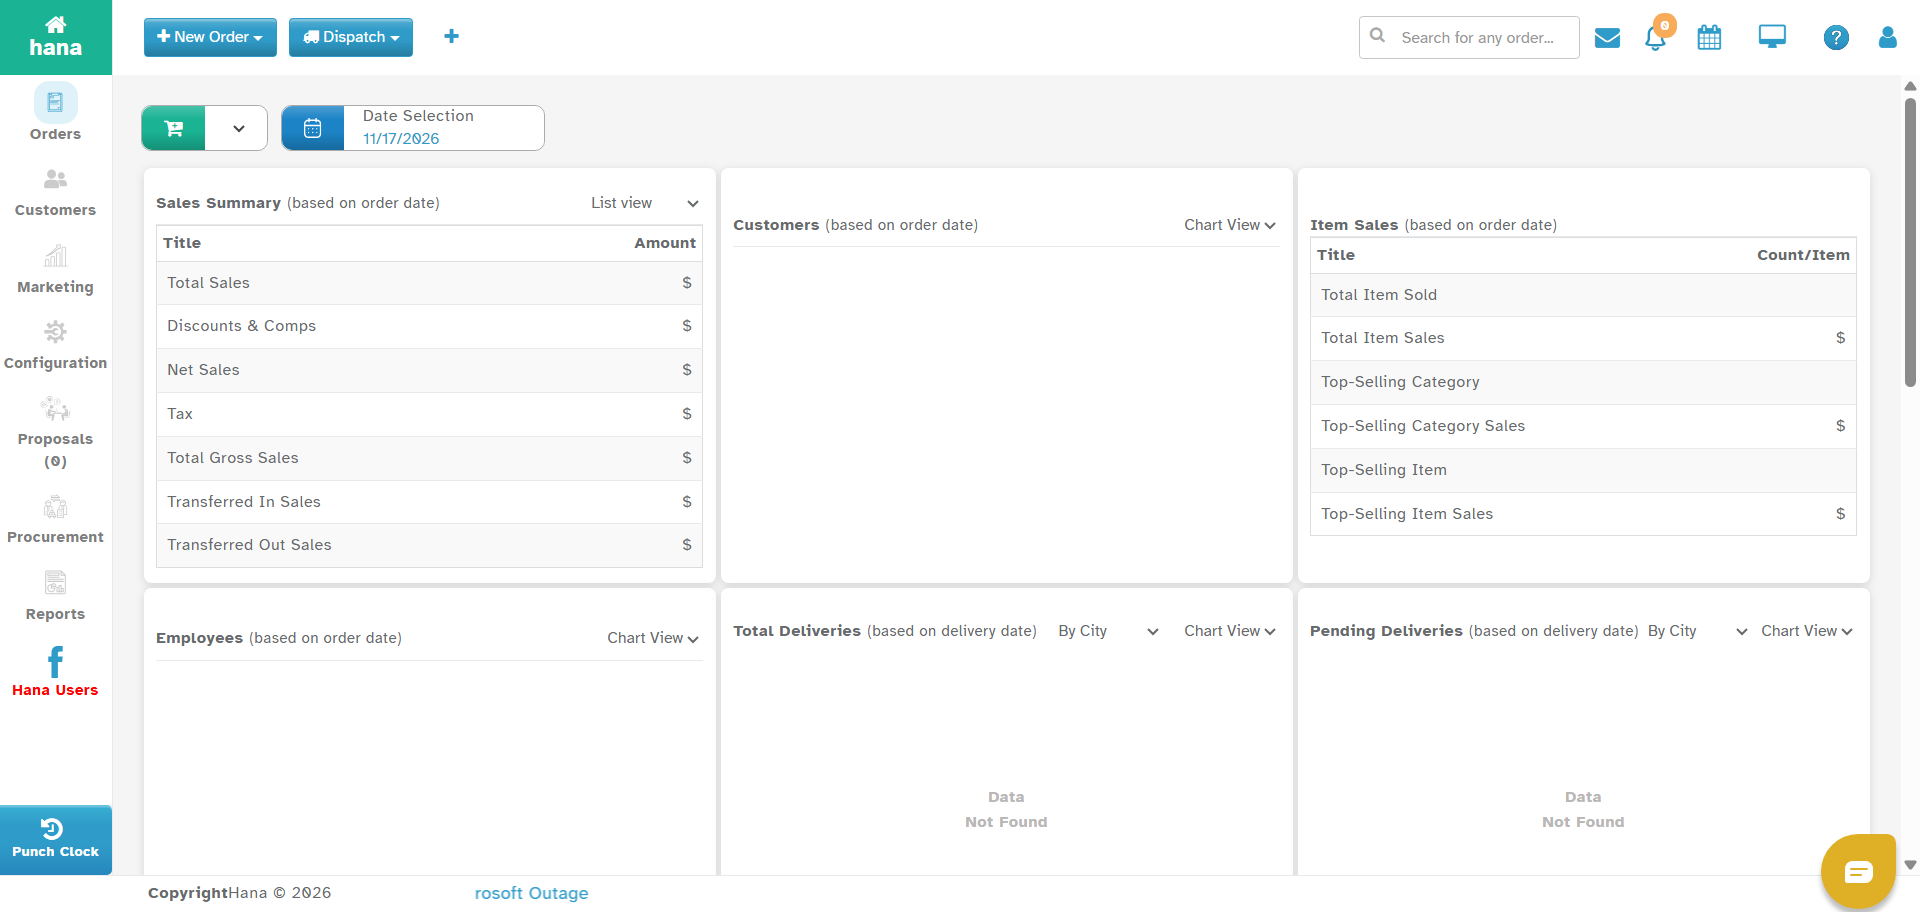 hana
New Order
Dispatch
Search for any order...
0
?
Orders
Customers
Marketing
Configuration
Proposals
(0)
Procurement
Reports
Hana Users
Punch Clock
Date Selection
11/17/2026
Sales Summary (based on order date) List view
Title Amount
Total Sales $
Discounts & Comps $
Net Sales $
Tax $
Total Gross Sales $
Transferred In Sales $
Transferred Out Sales $
Customers (based on order date) Chart View
Item Sales (based on order date)
Title Count/Item
Total Item Sold
Total Item Sales $
Top-Selling Category
Top-Selling Category Sales $
Top-Selling Item
Top-Selling Item Sales $
Employees (based on order date) Chart View
Total Deliveries (based on delivery date) By City Chart View
Data
Not Found
Pending Deliveries (based on delivery date) By City Chart View
Data
Not Found
CopyrightHana © 2026
rosoft Outage